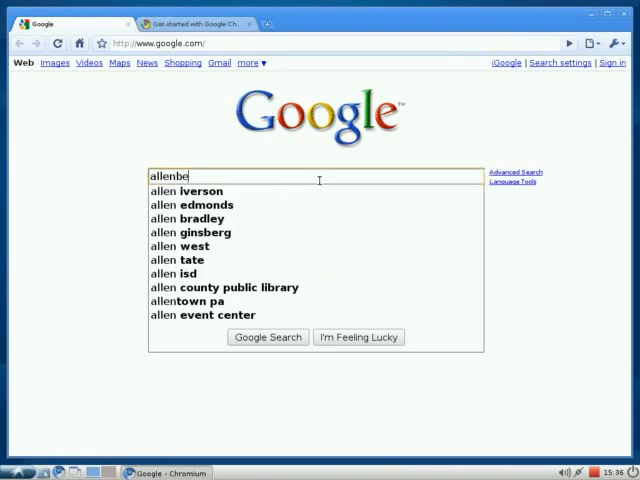 Google
Get started with Google Ch...
http://www.google.com/
Web Images Videos Maps News Shopping Gmail more ▼
iGoogle | Search settings | Sign in
Google™
allenbe
Advanced Search
Language Tools
allen iverson
allen edmonds
allen bradley
allen ginsberg
allen west
allen tate
allen isd
allen county public library
allentown pa
allen event center
Google Search
I'm Feeling Lucky
Google - Chromium
15:36